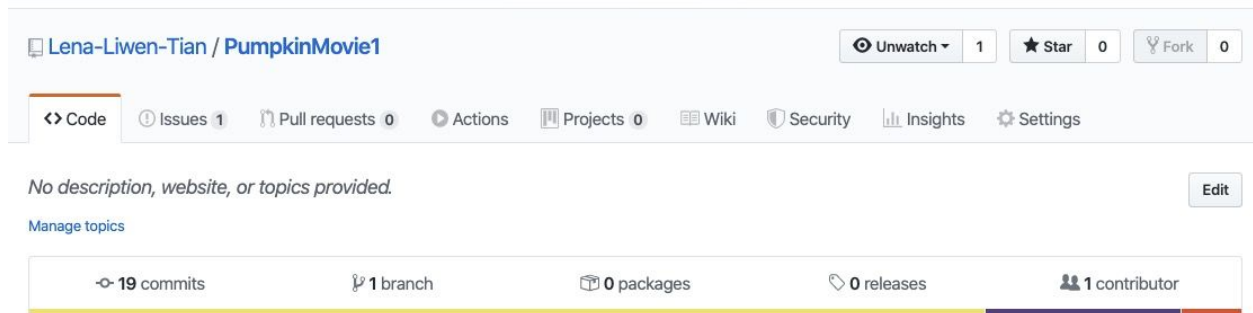 Lena-Liwen-Tian / PumpkinMovie1 Unwatch 1 Star 0 Fork 0
<> Code Issues 1 Pull requests 0 Actions Projects 0 Wiki Security Insights Settings
No description, website, or topics provided. Edit
Manage topics
19 commits 1 branch 0 packages 0 releases 1 contributor